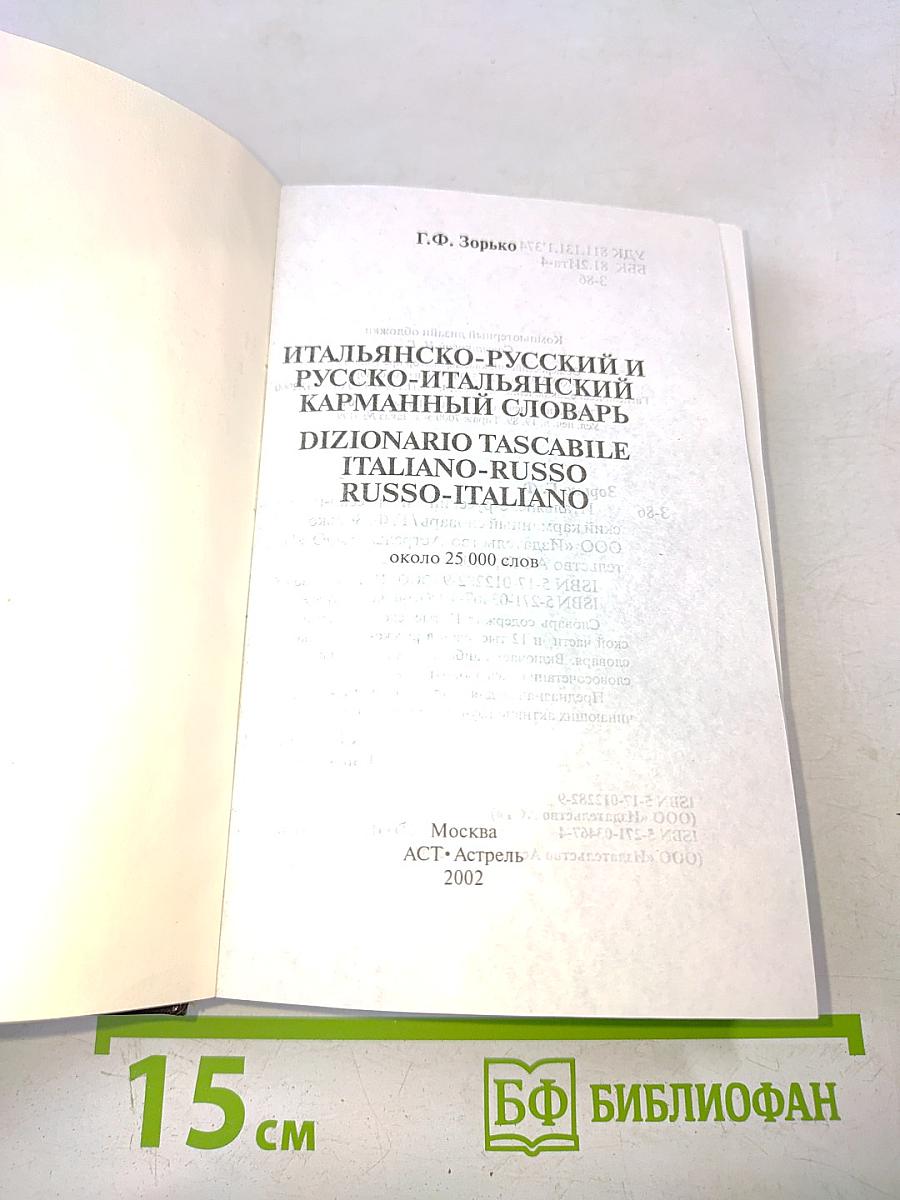 Г.Ф. Зорько
ИТАЛЬЯНСКО-РУССКИЙ И
РУССКО-ИТАЛЬЯНСКИЙ
КАРМАННЫЙ СЛОВАРЬ
DIZIONARIO TASCABILE
ITALIANO-RUSSO
RUSSO-ITALIANO
около 25 000 слов
Москва
АСТ • Астрель
2002
15 см
БФ БИБЛИОФАН